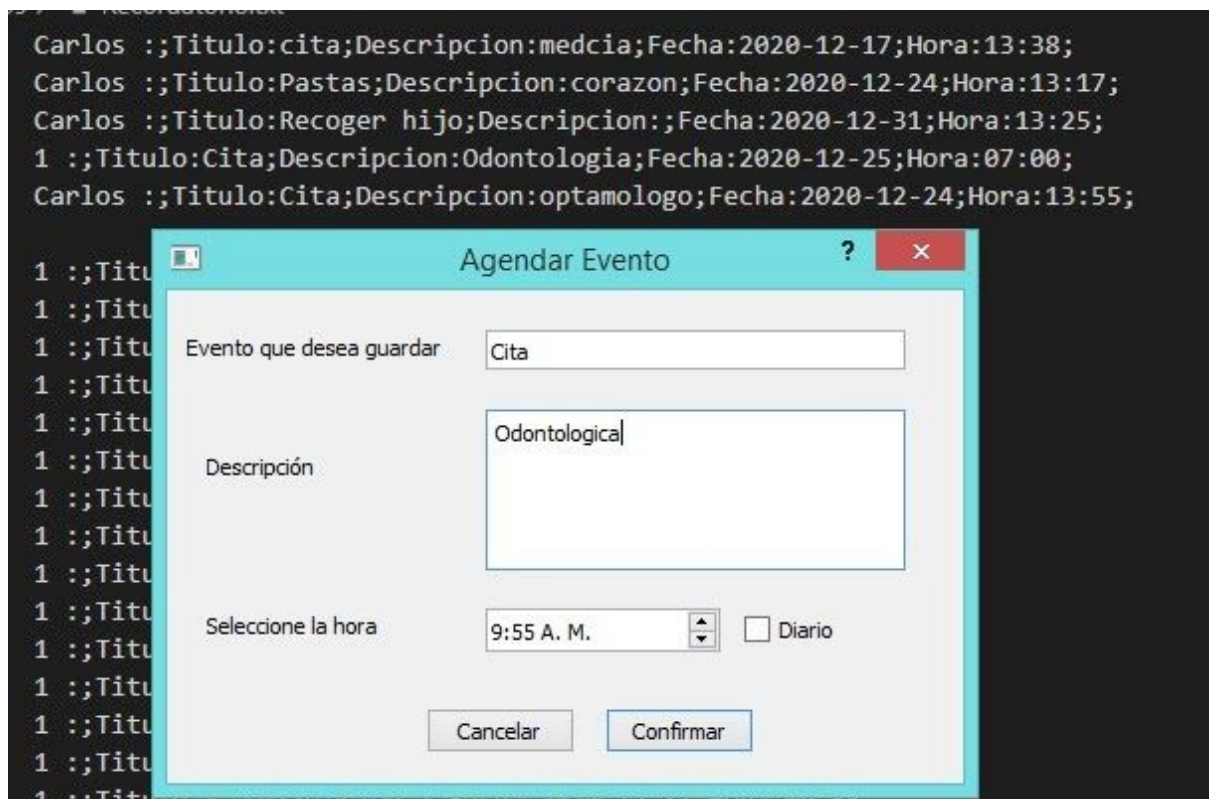 Carlos :;Titulo:cita;Descripcion:medcia;Fecha:2020-12-17;Hora:13:38;
Carlos :;Titulo:Pastas;Descripcion:corazon;Fecha:2020-12-24;Hora:13:17;
Carlos :;Titulo:Recoger hijo;Descripcion:;Fecha:2020-12-31;Hora:13:25;
1 :;Titulo:Cita;Descripcion:Odontologia;Fecha:2020-12-25;Hora:07:00;
Carlos :;Titulo:Cita;Descripcion:optamologo;Fecha:2020-12-24;Hora:13:55;
1 :;Titu
1 :;Titu
1 :;Titu
1 :;Titu
1 :;Titu
1 :;Titu
1 :;Titu
1 :;Titu
1 :;Titu
1 :;Titu
1 :;Titu
1 :;Titu
1 :;Titu
1 :;Titu
Agendar Evento ?
Evento que desea guardar Cita
Descripción Odontologica
Seleccione la hora 9:55 A. M. Diario
Cancelar Confirmar